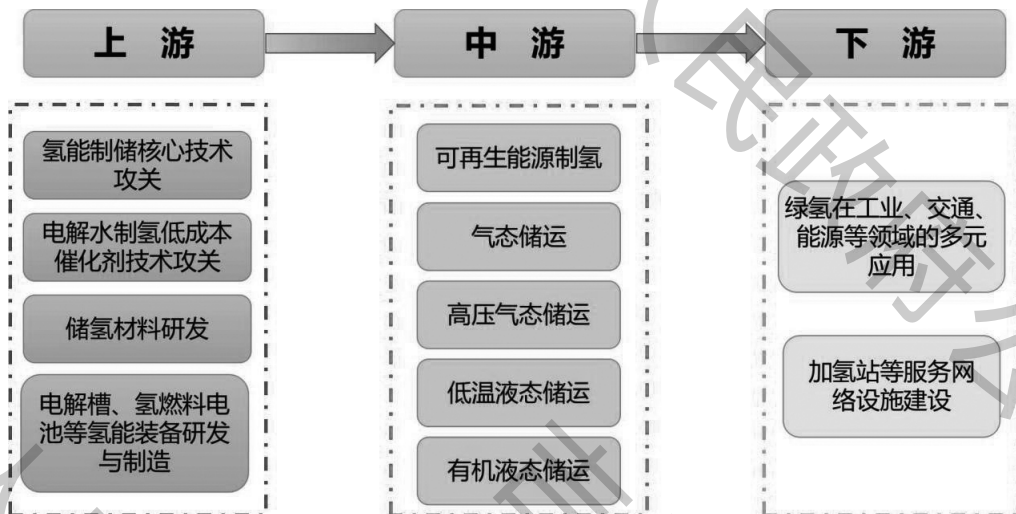 上 游
中 游
下 游
氢能制储核心技术
攻关
电解水制氢低成本
催化剂技术攻关
储氢材料研发
电解槽、氢燃料电
池等氢能装备研发
与制造
可再生能源制氢
气态储运
高压气态储运
低温液态储运
有机液态储运
绿氢在工业、交通、
能源等领域的多元
应用
加氢站等服务网
络设施建设
人民政府公